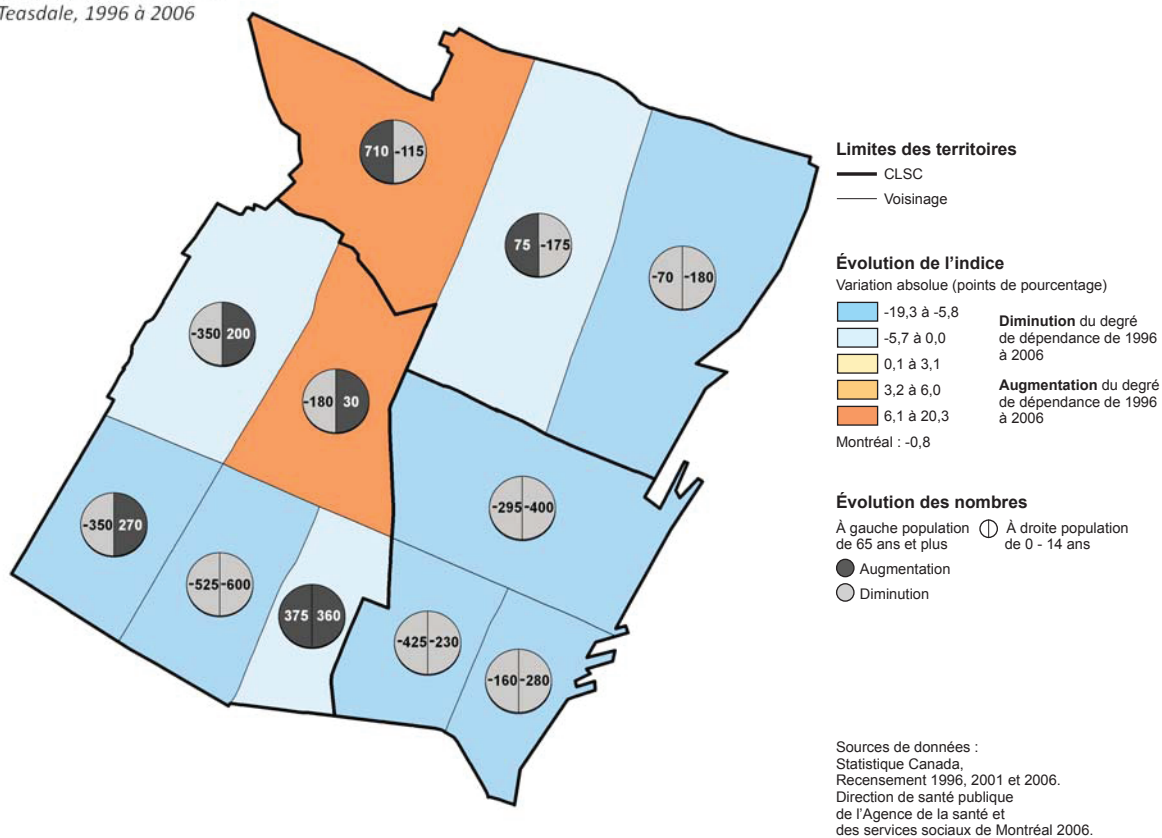 Teasdale, 1996 à 2006
710 -115
75 -175
-70 -180
-350 200
-180 30
-295 -400
-350 270
-525 -600
375 360
-425 -230
-160 -280
Limites des territoires
CLSC
Voisinage
Évolution de l'indice
Variation absolue (points de pourcentage)
-19,3 à -5,8
-5,7 à 0,0
0,1 à 3,1
3,2 à 6,0
6,1 à 20,3
Diminution du degré
de dépendance de 1996
à 2006
Augmentation du degré
de dépendance de 1996
à 2006
Montréal : -0,8
Évolution des nombres
À gauche population
de 65 ans et plus
À droite population
de 0 - 14 ans
Augmentation
Diminution
Sources de données :
Statistique Canada,
Recensement 1996, 2001 et 2006.
Direction de santé publique
de l'Agence de la santé et
des services sociaux de Montréal 2006.